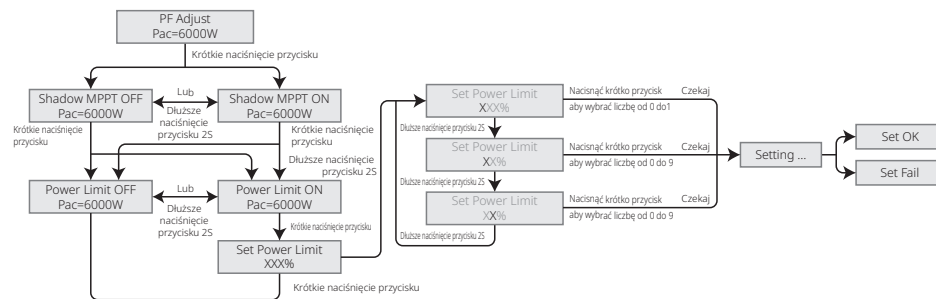 PF Adjust
Pac=6000W
Krótkie naciśnięcie przycisku
Shadow MPPT OFF
Pac=6000W
Lub
Dłuższe
naciśnięcie
przycisku 2S
Shadow MPPT ON
Pac=6000W
Krótkie naciśnięcie
przycisku
Krótkie naciśnięcie
przycisku
Dłuższe naciśnięcie
przycisku 2S
Power Limit OFF
Pac=6000W
Lub
Dłuższe
naciśnięcie
przycisku 2S
Power Limit ON
Pac=6000W
Krótkie naciśnięcie przycisku
Set Power Limit
XXX%
Krótkie naciśnięcie przycisku
Set Power Limit
XXX%
Nacisnąć krótko przycisk
aby wybrać liczbę od 0 do1
Czekaj
Dłuższe naciśnięcie przycisku 2S
Set Power Limit
XX%
Nacisnąć krótko przycisk
aby wybrać liczbę od 0 do 9
Czekaj
Dłuższe naciśnięcie przycisku 2S
Set Power Limit
XX%
Nacisnąć krótko przycisk
aby wybrać liczbę od 0 do 9
Czekaj
Dłuższe naciśnięcie przycisku 2S
Setting ...
Set OK
Set Fail